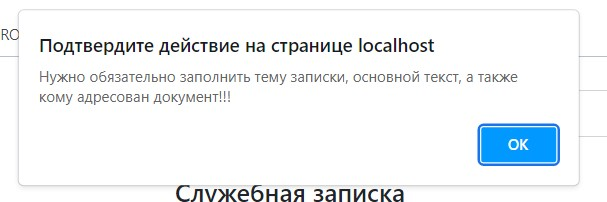 RO
Подтвердите действие на странице localhost
Нужно обязательно заполнить тему записки, основной текст, а также
кому адресован документ!!!
ОК
Служебная записка